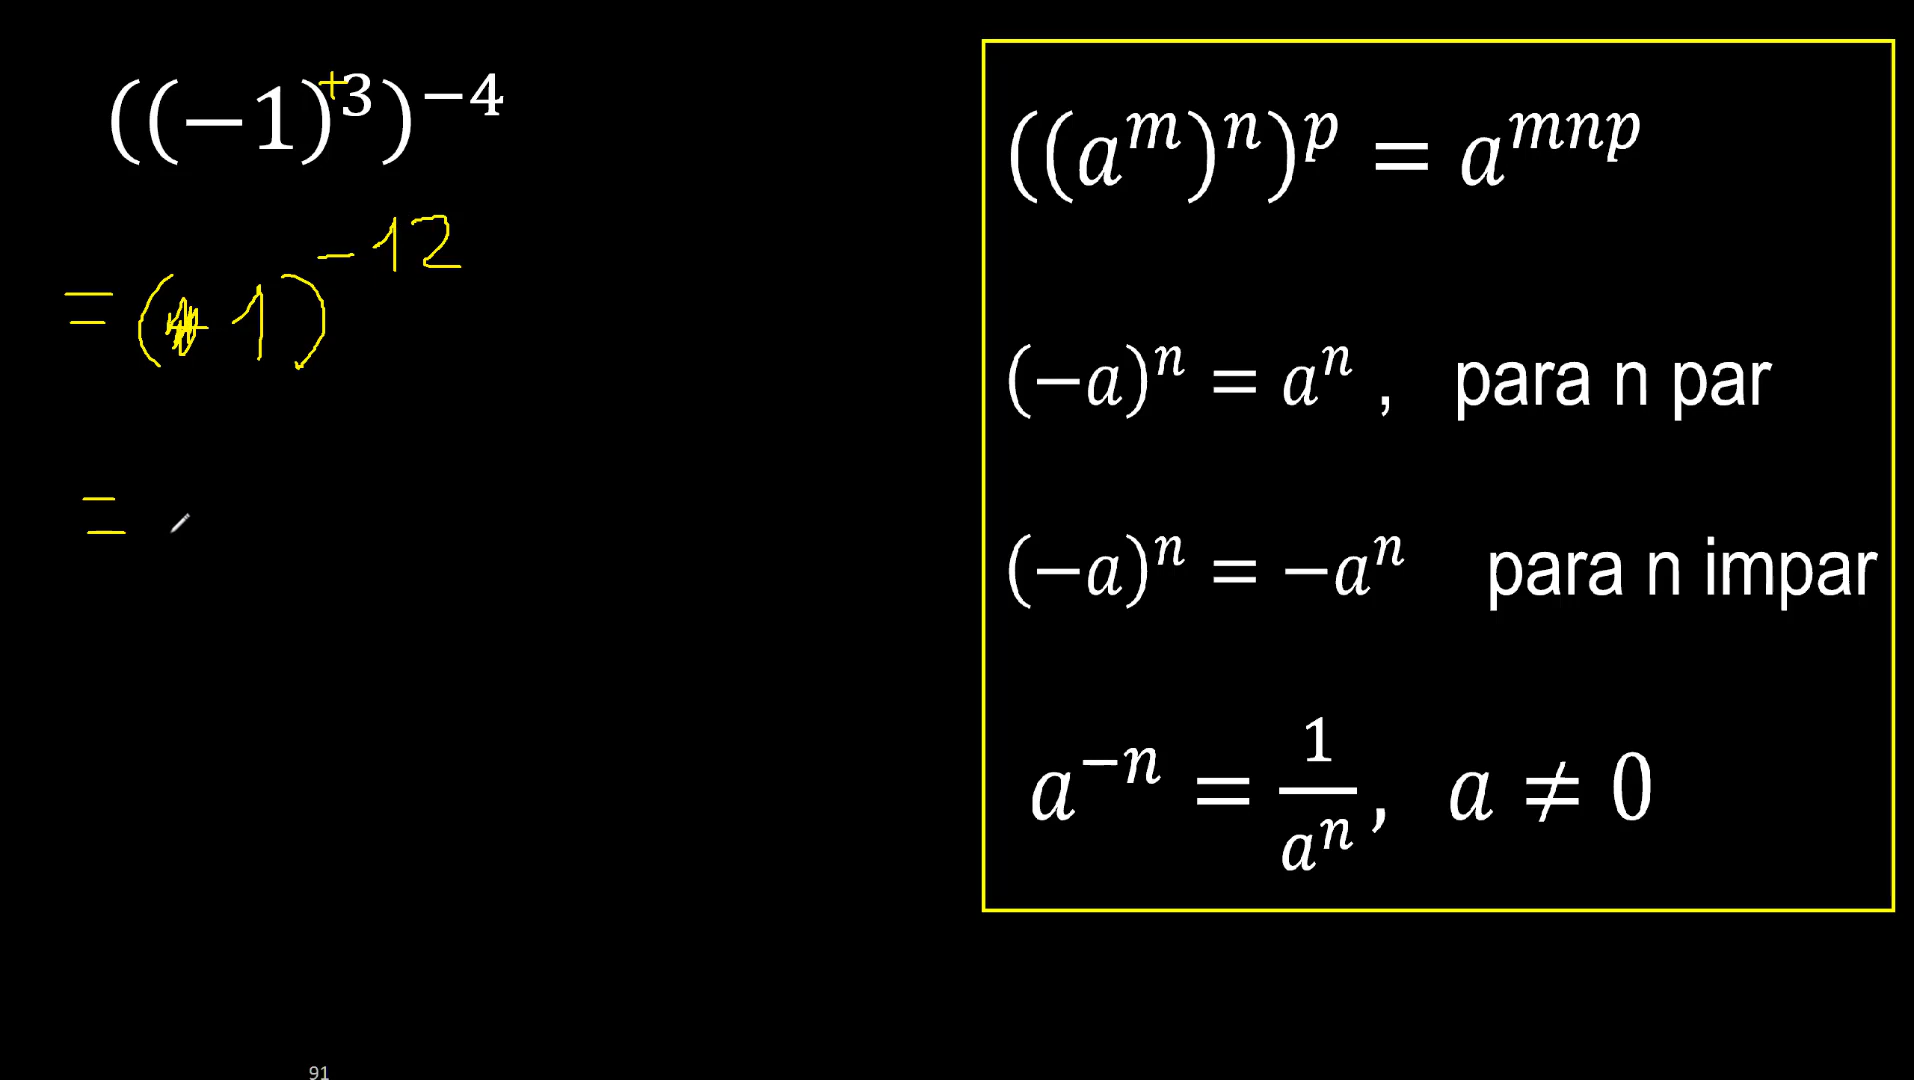 ((−1)^+3)^−4
= ( 1)^−12
=
((a^m)^n)^p = a^mnp
(−a)^n = a^n , para n par
(−a)^n = −a^n para n impar
a^−n = 1/a^n, a ≠ 0
91